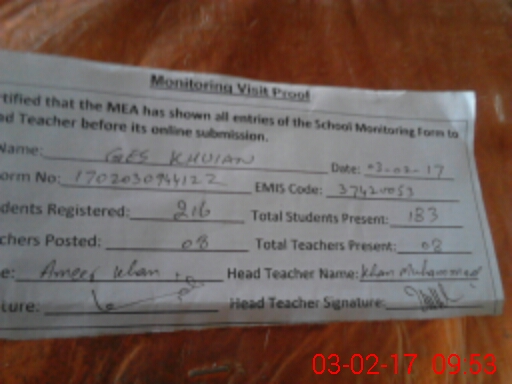 Monitoring Visit Proof
rtified that the MEA has shown all entries of the School Monitoring Form to
ad Teacher before its online submission.
Name: GES KHUIAN Date: 03-02-17
orm No: 170203094122 EMIS Code: 37420053
dents Registered: 216 Total Students Present: 183
chers Posted: 08 Total Teachers Present: 08
e: Ameer Khan Head Teacher Name: Khan Muhammad
ture: Head Teacher Signature:
03-02-17 09:53